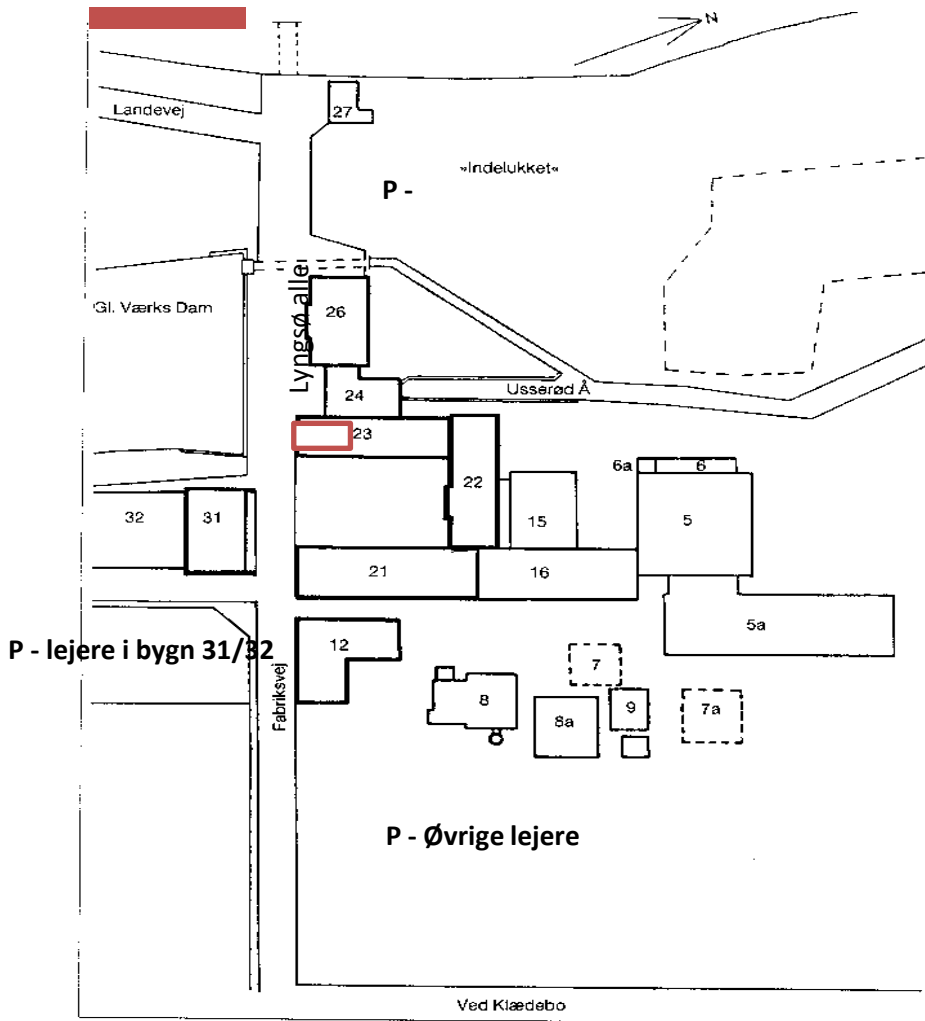 N
27
Landevej
»Indelukket«
P -
Lyngsø alle
Gl. Værks Dam
26
Usserød Å
24
23
6a
6
22
32
31
15
5
21
16
5a
P - lejere i bygn 31/32
12
7
Fabriksvej
8
9
7a
8a
P - Øvrige lejere
Ved Klædebo